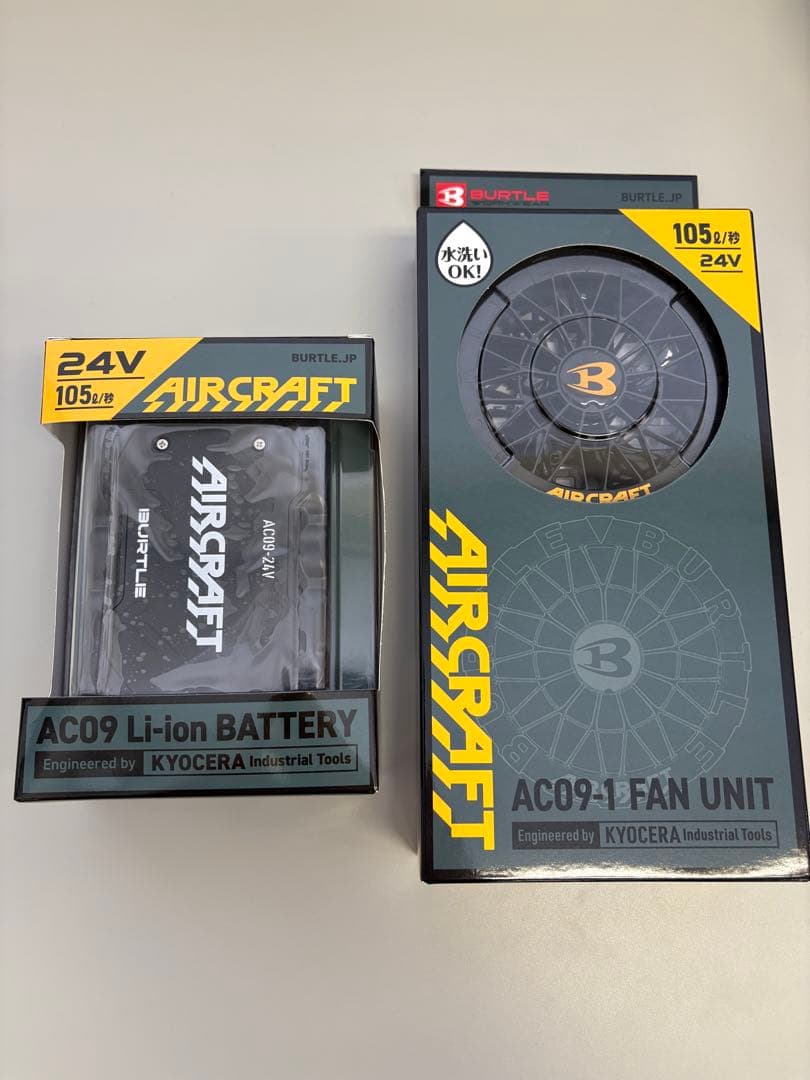 24V
105ℓ/秒
BURTLE.JP
AIRCRAFT
AIRCRAFT
AC09-24V
BURTLE
AC09 Li-ion BATTERY
Engineered by KYOCERA Industrial Tools
BURTLE
WORKWEAR
BURTLE.JP
水洗い
OK!
105ℓ/秒
24V
B
AIRCRAFT
AIRCRAFT
BURTLE
B
AC09-1 FAN UNIT
Engineered by KYOCERA Industrial Tools